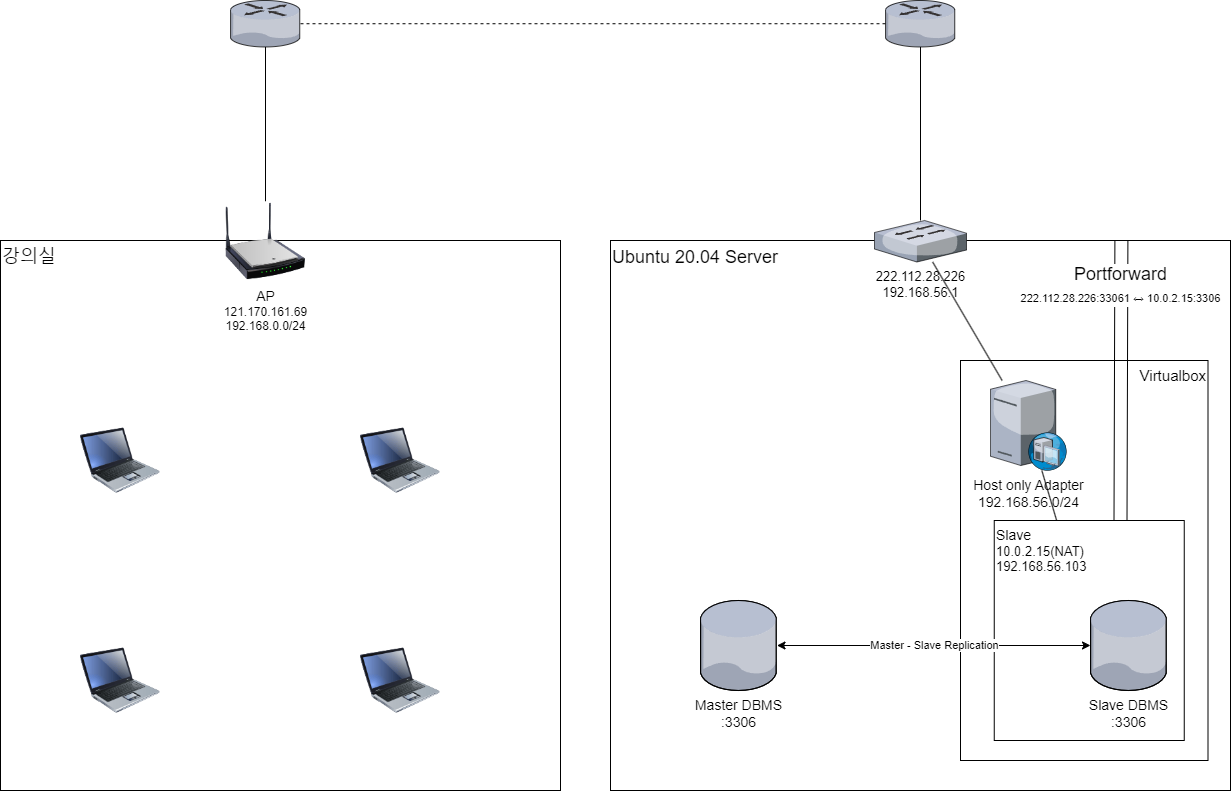 강의실
AP
121.170.161.69
192.168.0.0/24
Ubuntu 20.04 Server
222.112.28.226
192.168.56.1
Portforward
222.112.28.226:33061 ↔ 10.0.2.15:3306
Virtualbox
Host only Adapter
192.168.56.0/24
Slave
10.0.2.15(NAT)
192.168.56.103
Master - Slave Replication
Master DBMS
:3306
Slave DBMS
:3306